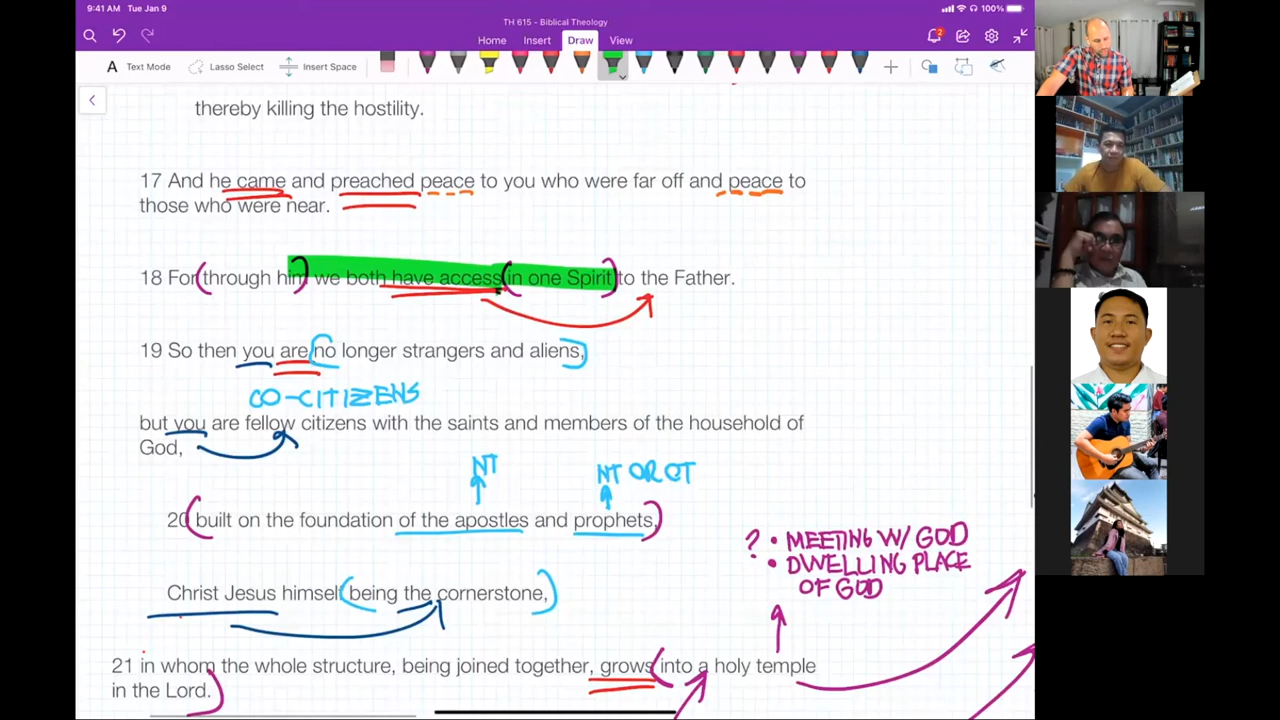 9:41 AM Tue Jan 9
100%
TH 615 - Biblical Theology
Home Insert Draw View
2
A Text Mode Lasso Select Insert Space
thereby killing the hostility.
17 And he came and preached peace to you who were far off and peace to
those who were near.
18 For (through him) we both have access (in one Spirit) to the Father.
19 So then you are (no longer strangers and aliens,)
CO-CITIZENS
but you are fellow citizens with the saints and members of the household of
God,
NT
NT OR OT
20 (built on the foundation of the apostles and prophets,)
? • MEETING W/ GOD
• DWELLING PLACE
OF GOD
Christ Jesus himself (being the cornerstone,)
21 in whom the whole structure, being joined together, grows (into a holy temple
in the Lord.)